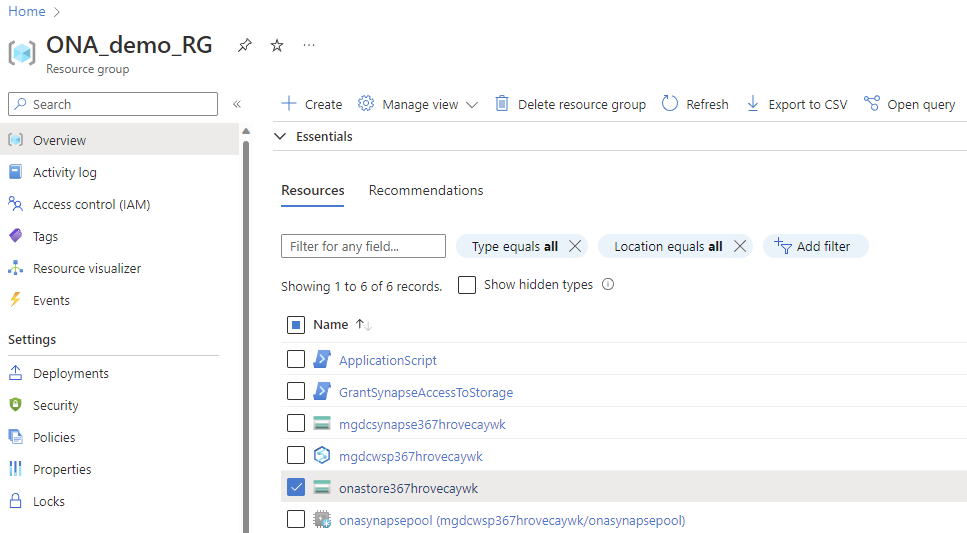 Home
ONA_demo_RG
Resource group
Search
Create Manage view Delete resource group Refresh Export to CSV Open query
Essentials
Overview
Activity log
Access control (IAM)
Tags
Resource visualizer
Events
Settings
Deployments
Security
Policies
Properties
Locks
Resources Recommendations
Filter for any field... Type equals all Location equals all Add filter
Showing 1 to 6 of 6 records. Show hidden types
Name
ApplicationScript
GrantSynapseAccessToStorage
mgdcsynapse367hrovecaywk
mgdcwsp367hrovecaywk
onastore367hrovecaywk
onasynapsepool (mgdcwsp367hrovecaywk/onasynapsepool)